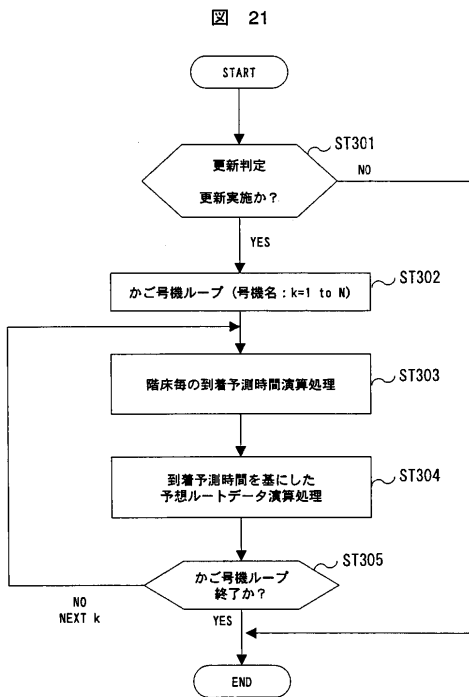 図 21
START
ST301
更新判定
更新実施か？
NO
YES
かご号機ループ（号機名：k=1 to N）
ST302
階床毎の到着予測時間演算処理
ST303
到着予測時間を基にした
予想ルートデータ演算処理
ST304
かご号機ループ
終了か？
ST305
NO
NEXT k
YES
END